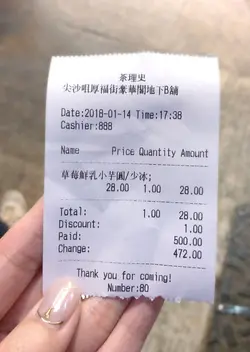 茶理史
尖沙咀厚福街豪華閣地下B舖
Date:2018-01-14 Time:17:38
Cashier:888
Name Price Quantity Amount
草莓鮮乳小芋圓/少冰;
28.00 1.00 28.00
Total: 1.00 28.00
Discount: 1.00
Paid: 500.00
Change: 472.00
Thank you for coming!
Number:80